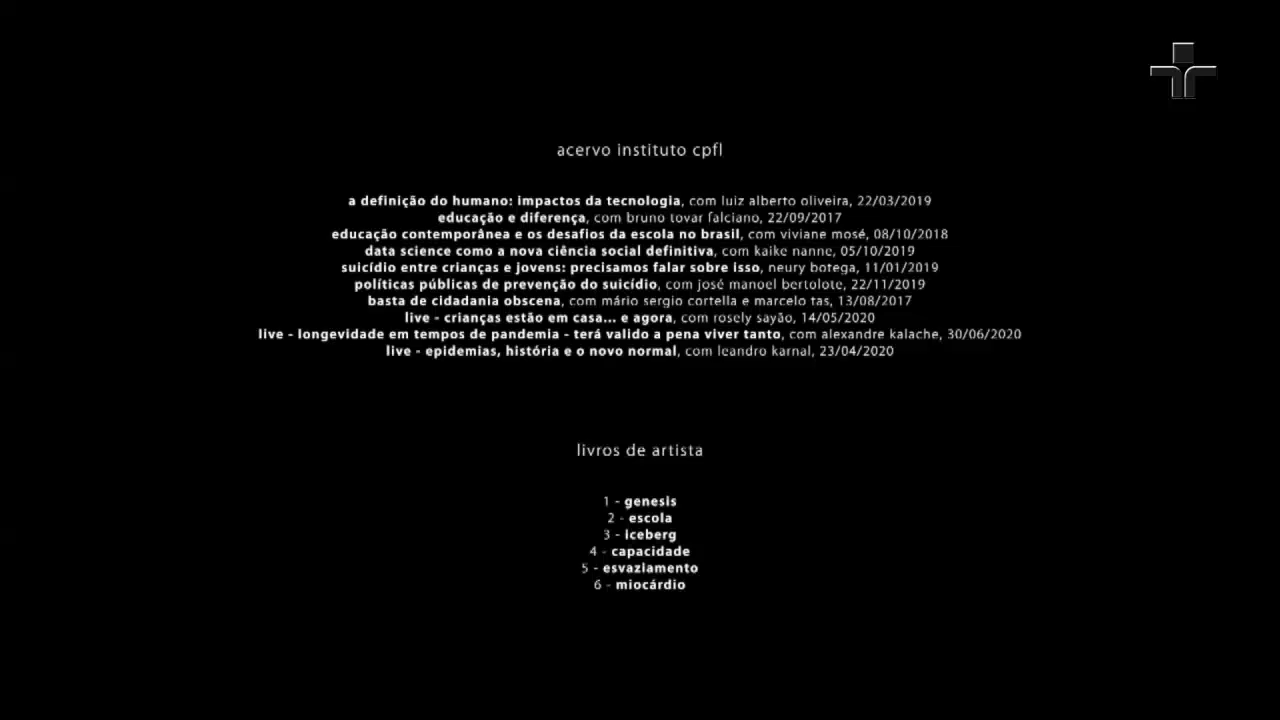 acervo instituto cpfl
a definição do humano: impactos da tecnologia, com luiz alberto oliveira, 22/03/2019
educação e diferença, com bruno tovar falciano, 22/09/2017
educação contemporânea e os desafios da escola no brasil, com viviane mosé, 08/10/2018
data science como a nova ciência social definitiva, com kaike nanne, 05/10/2019
suicídio entre crianças e jovens: precisamos falar sobre isso, neury botega, 11/01/2019
políticas públicas de prevenção do suicídio, com josé manoel bertolote, 22/11/2019
basta de cidadania obscena, com mário sergio cortella e marcelo tas, 13/08/2017
live - crianças estão em casa... e agora, com rosely sayão, 14/05/2020
live - longevidade em tempos de pandemia - terá valido a pena viver tanto, com alexandre kalache, 30/06/2020
live - epidemias, história e o novo normal, com leandro karnal, 23/04/2020
livros de artista
1 - genesis
2 - escola
3 - iceberg
4 - capacidade
5 - esvaziamento
6 - miocárdio